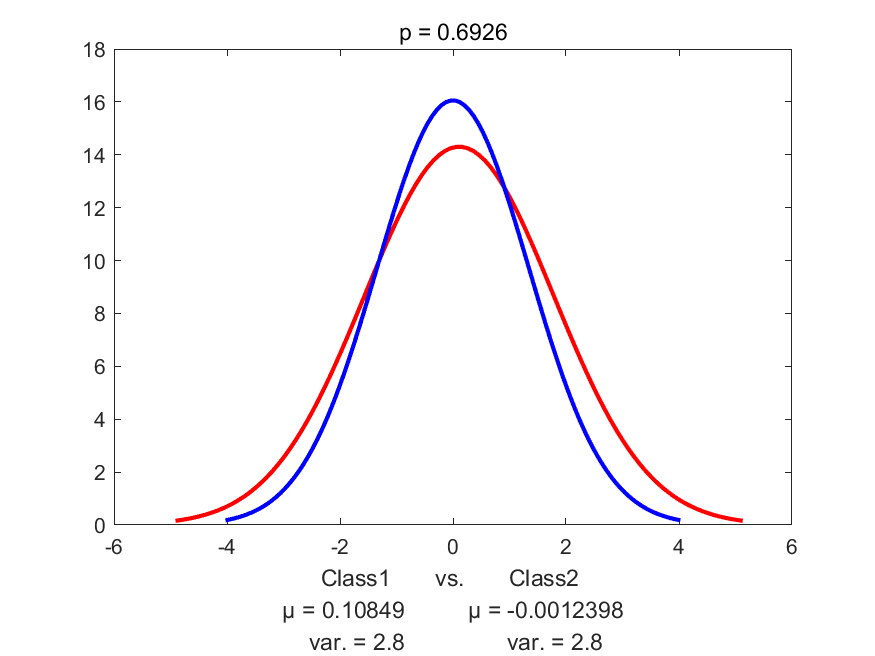 p = 0.6926
18
16
14
12
10
8
6
4
2
0
-6 -4 -2 0 2 4 6
Class1 vs. Class2
μ = 0.10849 μ = -0.0012398
var. = 2.8 var. = 2.8